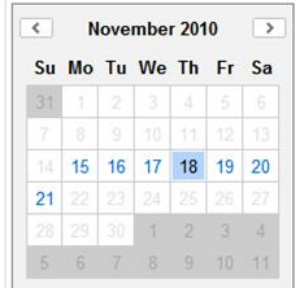 < November 2010 >
Su Mo Tu We Th Fr Sa
31 1 2 3 4 5 6
7 8 9 10 11 12 13
14 15 16 17 18 19 20
21 22 23 24 25 26 27
28 29 30 1 2 3 4
5 6 7 8 9 10 11